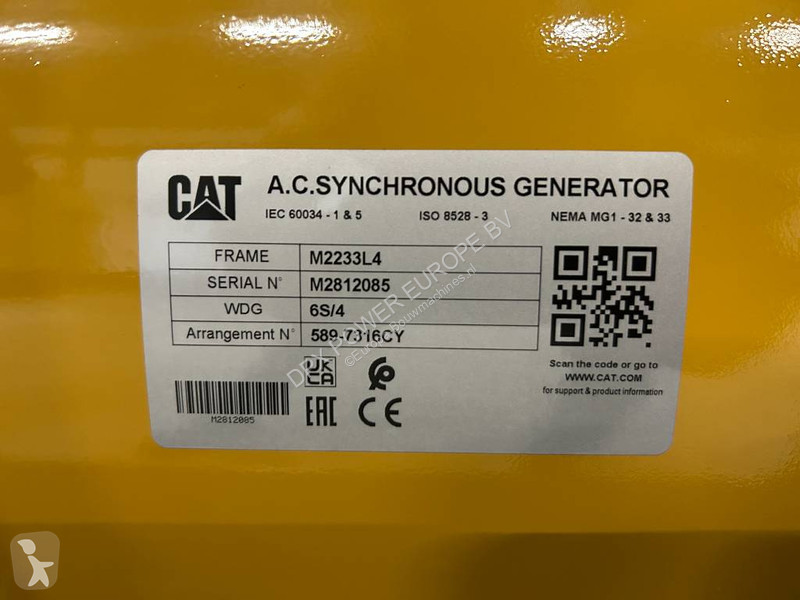 CAT A.C.SYNCHRONOUS GENERATOR
IEC 60034 - 1 & 5 ISO 8528 - 3 NEMA MG1 - 32 & 33
FRAME M2233L4
SERIAL N° M2812085
WDG 6S/4
Arrangement N° 589-7316CY
Scan the code or go to
WWW.CAT.COM
for support & product information
M2812085
UK
CA
EAC CE
DPX POWER EUROPE BV